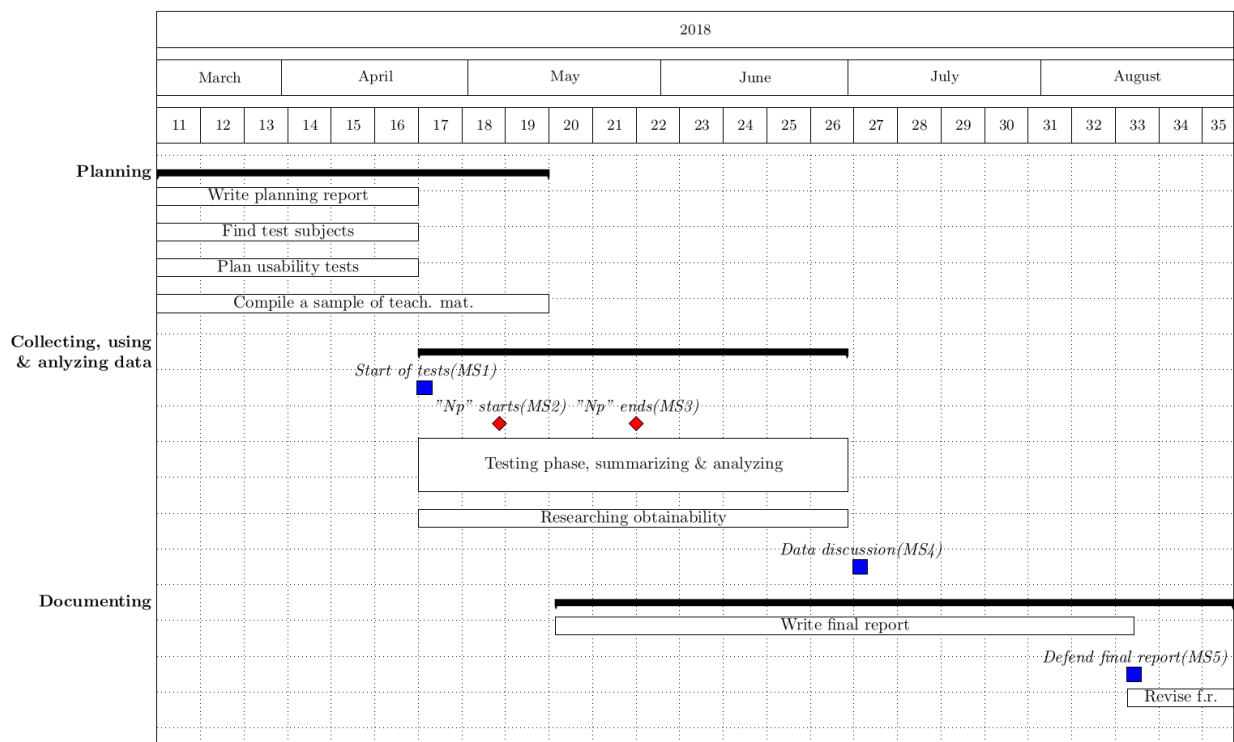 2018
March April May June July August
11 12 13 14 15 16 17 18 19 20 21 22 23 24 25 26 27 28 29 30 31 32 33 34 35
Planning
Write planning report
Find test subjects
Plan usability tests
Compile a sample of teach. mat.
Collecting, using
& anlyzing data
Start of tests(MS1)
"Np" starts(MS2) "Np" ends(MS3)
Testing phase, summarizing & analyzing
Researching obtainability
Data discussion(MS4)
Documenting
Write final report
Defend final report(MS5)
Revise f.r.